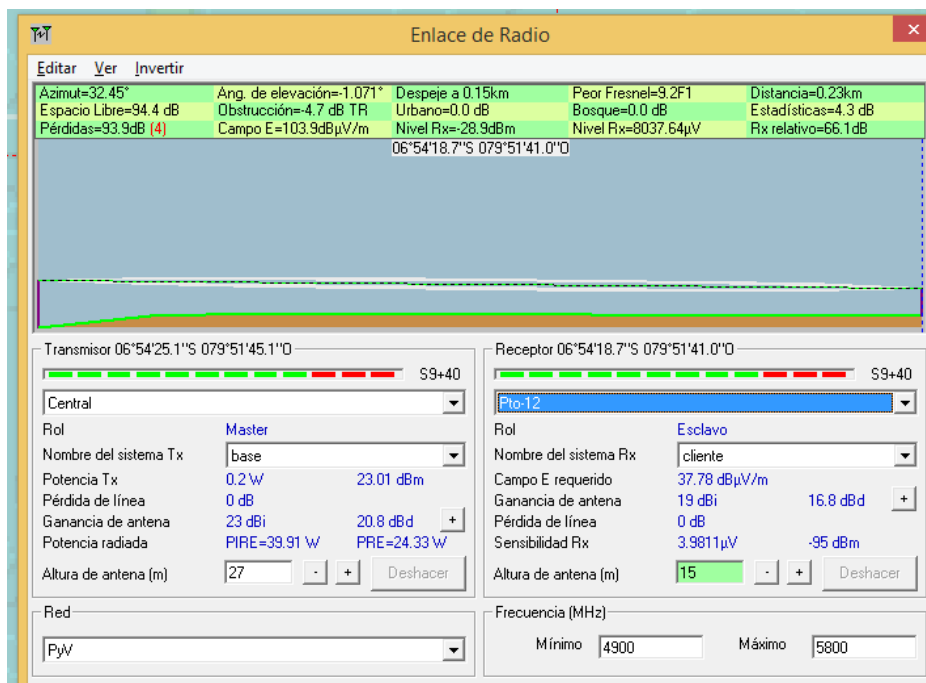 Enlace de Radio
Editar Ver Invertir
Azimut=32.45° Ang. de elevación=-1.071° Despeje a 0.15km Peor Fresnel=9.2F1 Distancia=0.23km
Espacio Libre=94.4 dB Obstrucción=-4.7 dB TR Urbano=0.0 dB Bosque=0.0 dB Estadísticas=4.3 dB
Pérdidas=93.9dB (4) Campo E=103.9dBµV/m Nivel Rx=-28.9dBm Nivel Rx=8037.64µV Rx relativo=66.1dB
06°54'18.7"S 079°51'41.0"O
Transmisor 06°54'25.1"S 079°51'45.1"O
S9+40
Central
Rol Master
Nombre del sistema Tx base
Potencia Tx 0.2 W 23.01 dBm
Pérdida de línea 0 dB
Ganancia de antena 23 dBi 20.8 dBd +
Potencia radiada PIRE=39.91 W PRE=24.33 W
Altura de antena (m) 27 - + Deshacer
Receptor 06°54'18.7"S 079°51'41.0"O
S9+40
Pto-12
Rol Esclavo
Nombre del sistema Rx cliente
Campo E requerido 37.78 dBµV/m
Ganancia de antena 19 dBi 16.8 dBd +
Pérdida de línea 0 dB
Sensibilidad Rx 3.9811µV -95 dBm
Altura de antena (m) 15 - + Deshacer
Red
PyV
Frecuencia (MHz)
Mínimo 4900 Máximo 5800